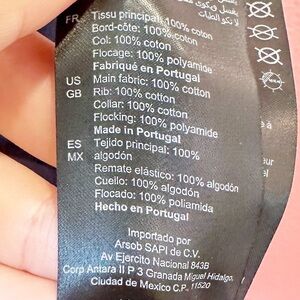 FR Tissu principal: 100% coton
Bord-côte: 100% coton
Col: 100% coton
Flocage: 100% polyamide
Fabriqué en Portugal
US Main fabric: 100% cotton
GB Rib: 100% cotton
Collar: 100% cotton
Flocking: 100% polyamide
Made in Portugal
ES Tejido principal: 100%
MX algodón
Remate elástico: 100% algodón
Cuello: 100% algodón
Flocado: 100% poliamida
Hecho en Portugal
Importado por
Arsob SAPI de C.V.
Av Ejercito Nacional 843B
Corp Antara II P 3 Granada Miguel Hidalgo,
Ciudad de México C.P. 11520